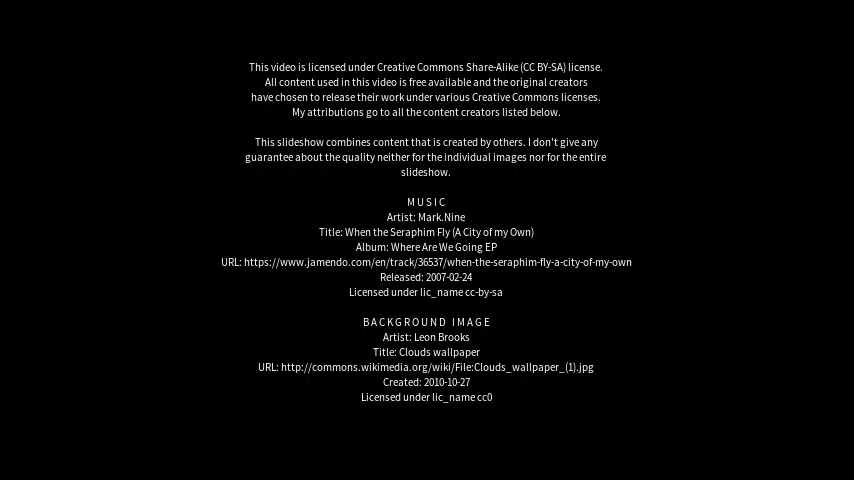 This video is licensed under Creative Commons Share-Alike (CC BY-SA) license.
All content used in this video is free available and the original creators
have chosen to release their work under various Creative Commons licenses.
My attributions go to all the content creators listed below.
This slideshow combines content that is created by others. I don't give any
guarantee about the quality neither for the individual images nor for the entire
slideshow.
MUSIC
Artist: Mark.Nine
Title: When the Seraphim Fly (A City of my Own)
Album: Where Are We Going EP
URL: https://www.jamendo.com/en/track/36537/when-the-seraphim-fly-a-city-of-my-own
Released: 2007-02-24
Licensed under lic_name cc-by-sa
BACKGROUND IMAGE
Artist: Leon Brooks
Title: Clouds wallpaper
URL: http://commons.wikimedia.org/wiki/File:Clouds_wallpaper_(1).jpg
Created: 2010-10-27
Licensed under lic_name cc0